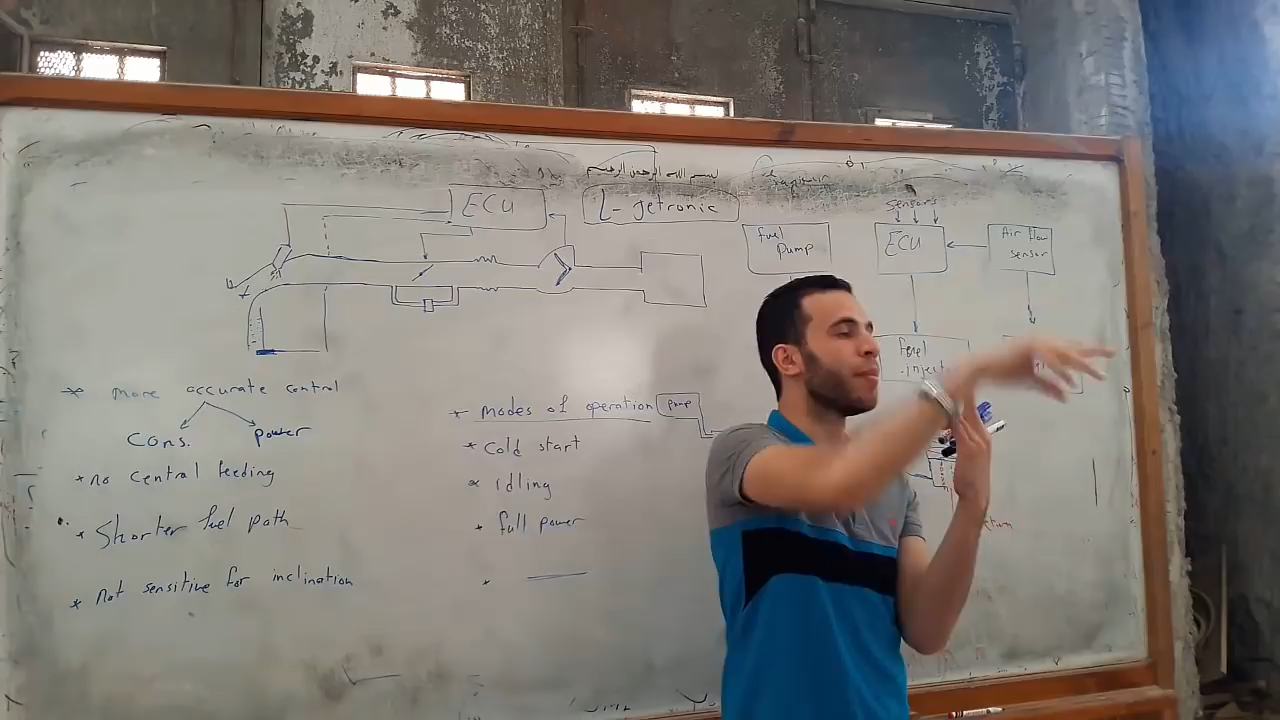 بسم الله الرحمن الرحيم
ECU
L-Jetronic
fuel pump
sensors
ECU
Air flow sensor
Fuel
-inject
* more accurate control
Cons. power
* no central feeding
* Shorter fuel path
* not sensitive for inclination
* modes of operation
pump
* Cold start
* idling
* full power
*